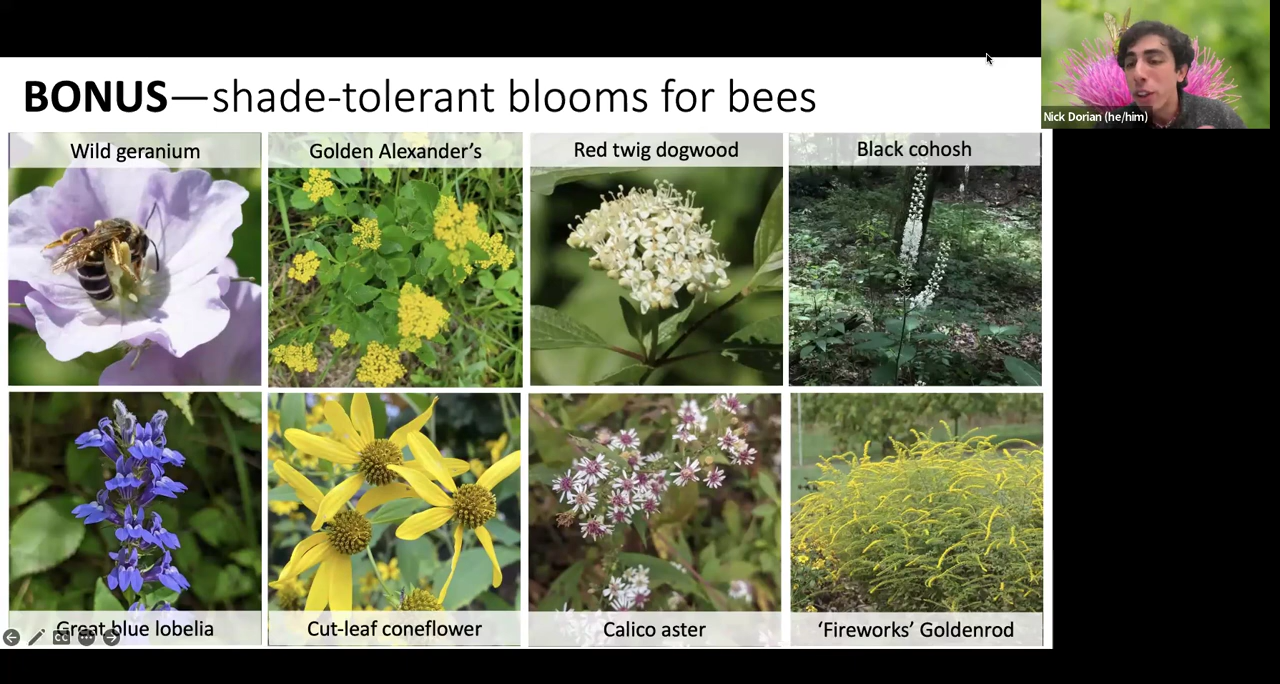 BONUS—shade-tolerant blooms for bees
Nick Dorian (he/him)
Wild geranium
Golden Alexander’s
Red twig dogwood
Black cohosh
Great blue lobelia
Cut-leaf coneflower
Calico aster
‘Fireworks’ Goldenrod
CC